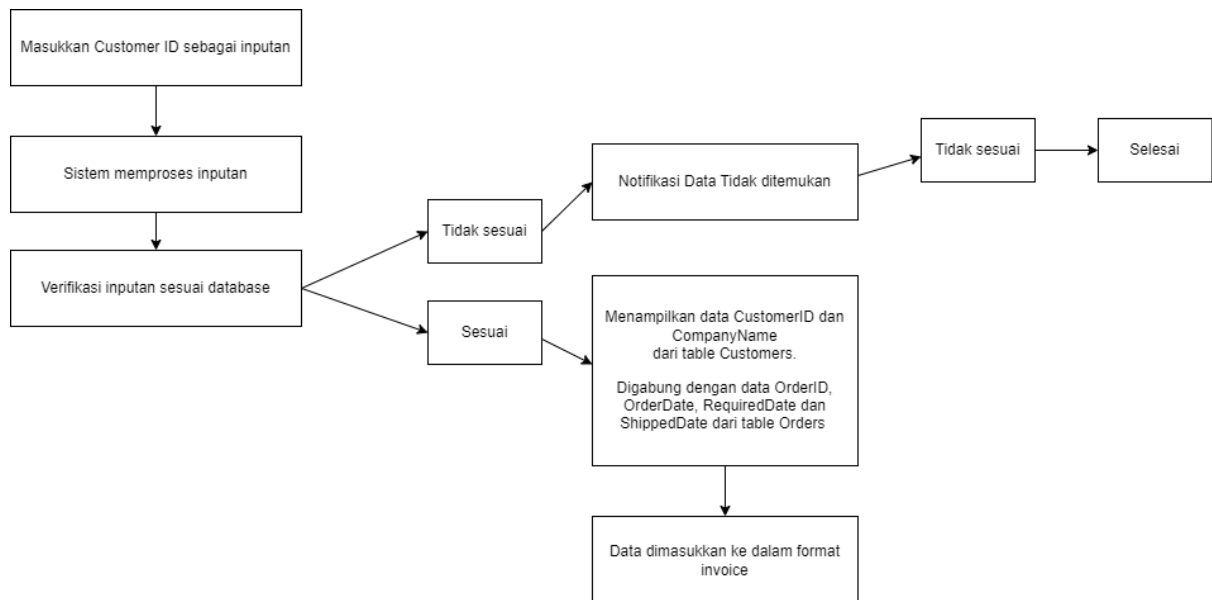 Masukkan Customer ID sebagai inputan
Sistem memproses inputan
Verifikasi inputan sesuai database
Tidak sesuai
Sesuai
Notifikasi Data Tidak ditemukan
Tidak sesuai
Selesai
Menampilkan data CustomerID dan
CompanyName
dari table Customers.
Digabung dengan data OrderID,
OrderDate, RequiredDate dan
ShippedDate dari table Orders
Data dimasukkan ke dalam format
invoice